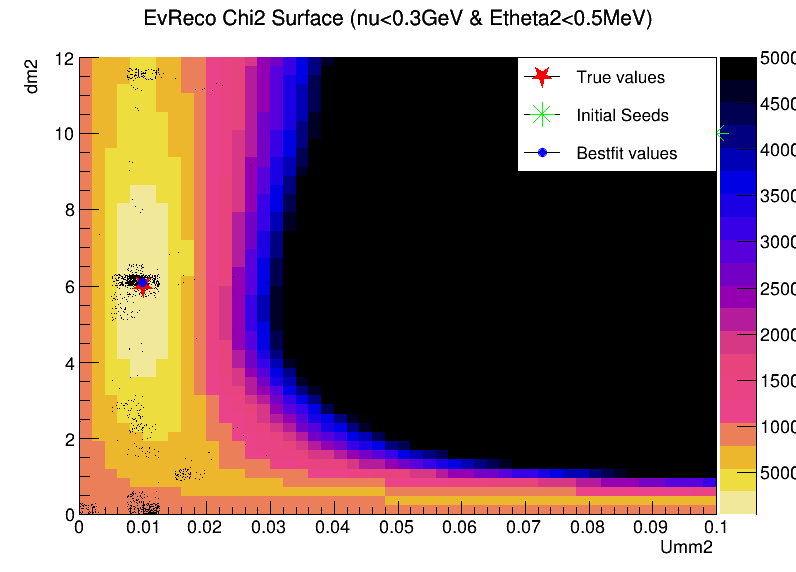 EvReco Chi2 Surface (nu<0.3GeV & Etheta2<0.5MeV)
dm2
12
10
8
6
4
2
0
True values
Initial Seeds
Bestfit values
5000
4500
4000
3500
3000
2500
2000
1500
1000
5000
0 0.01 0.02 0.03 0.04 0.05 0.06 0.07 0.08 0.09 0.1
Umm2